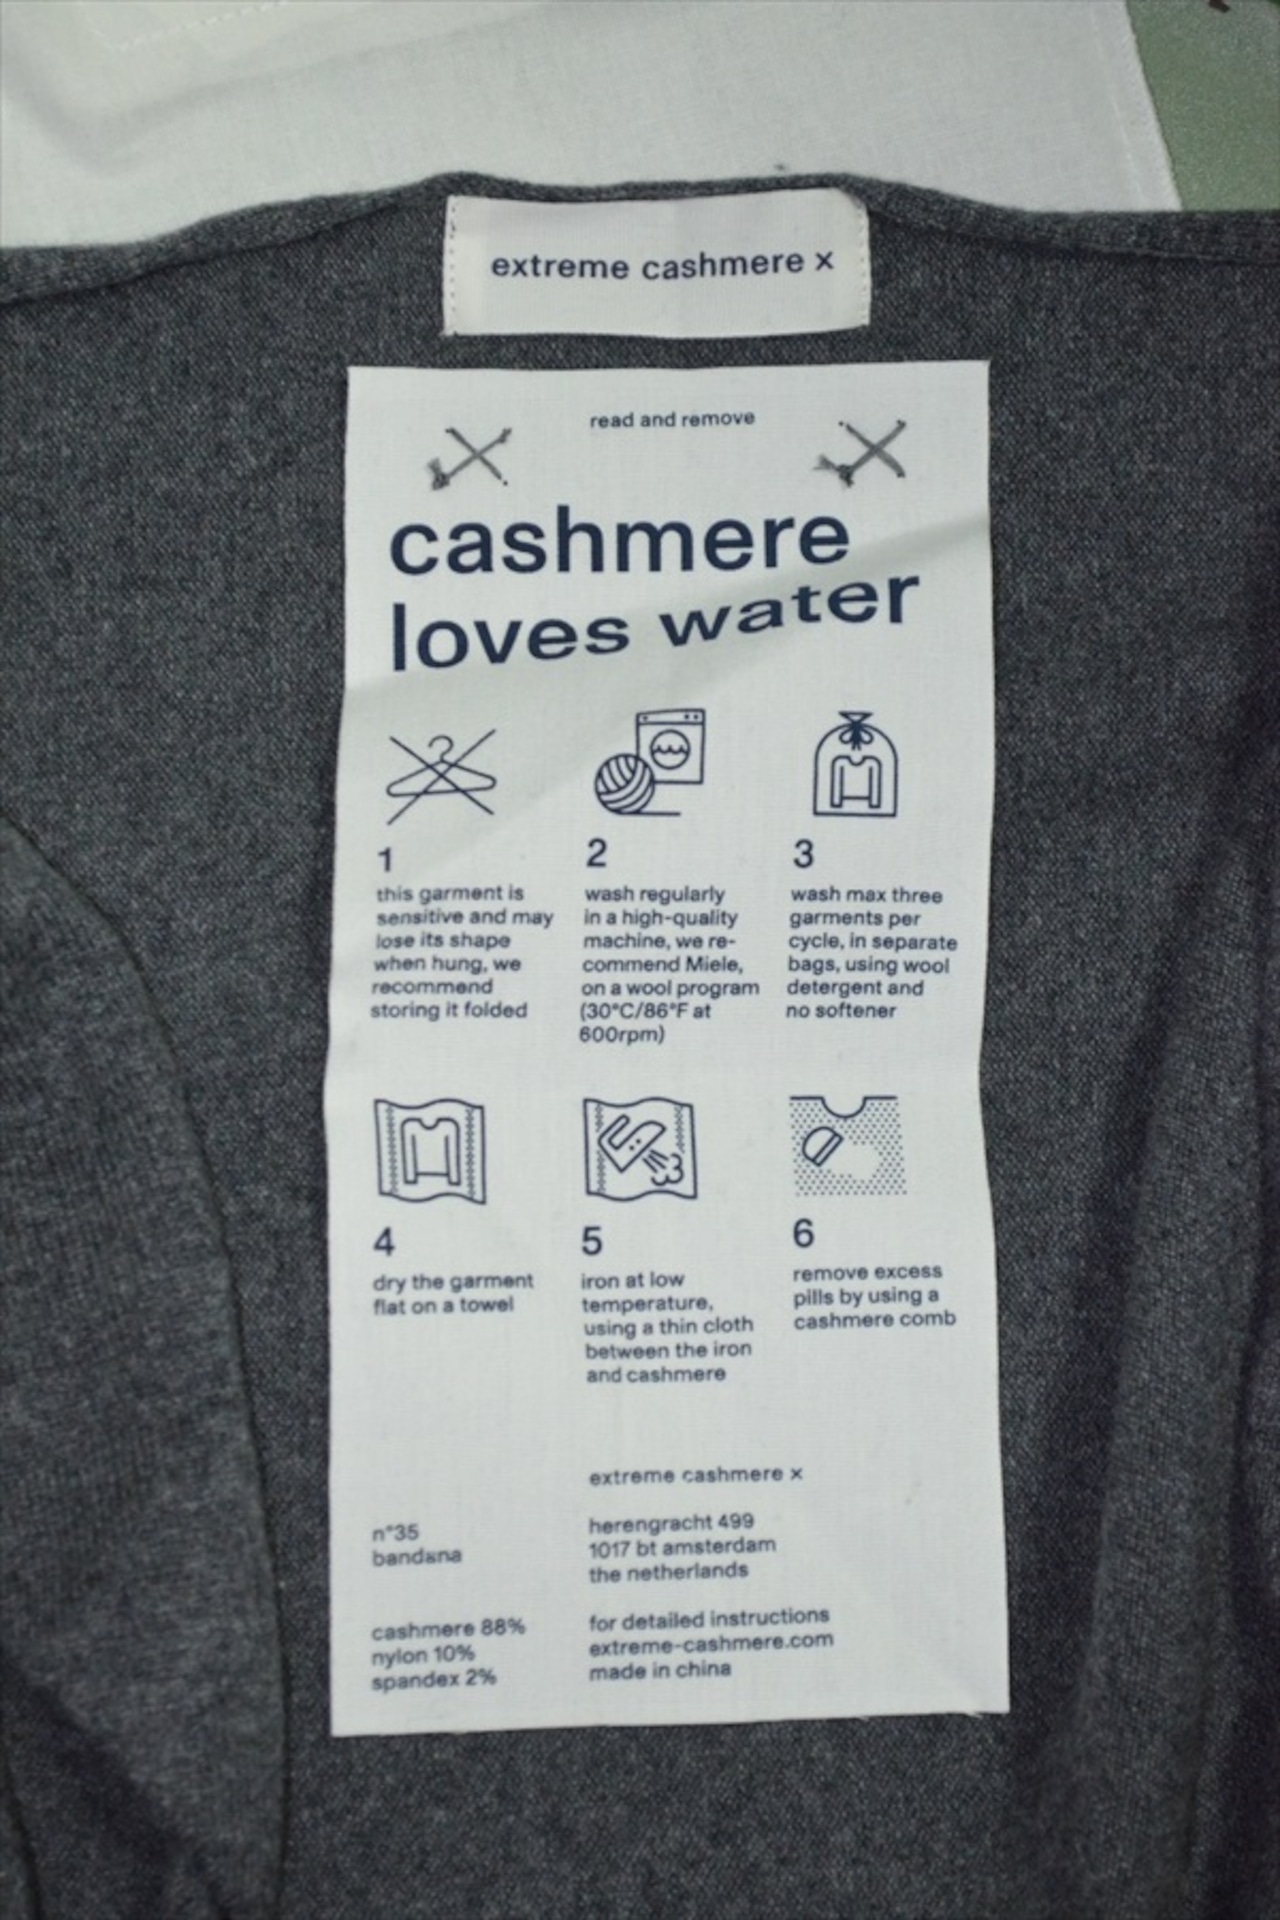 extreme cashmere x
read and remove
cashmere
loves water
1
this garment is
sensitive and may
lose its shape
when hung, we
recommend
storing it folded
2
wash regularly
in a high-quality
machine, we re-
commend Miele,
on a wool program
(30°C/86°F at
600rpm)
3
wash max three
garments per
cycle, in separate
bags, using wool
detergent and
no softener
4
dry the garment
flat on a towel
5
iron at low
temperature,
using a thin cloth
between the iron
and cashmere
6
remove excess
pills by using a
cashmere comb
n°35
bandana
cashmere 88%
nylon 10%
spandex 2%
extreme cashmere x
herengracht 499
1017 bt amsterdam
the netherlands
for detailed instructions
extreme-cashmere.com
made in china